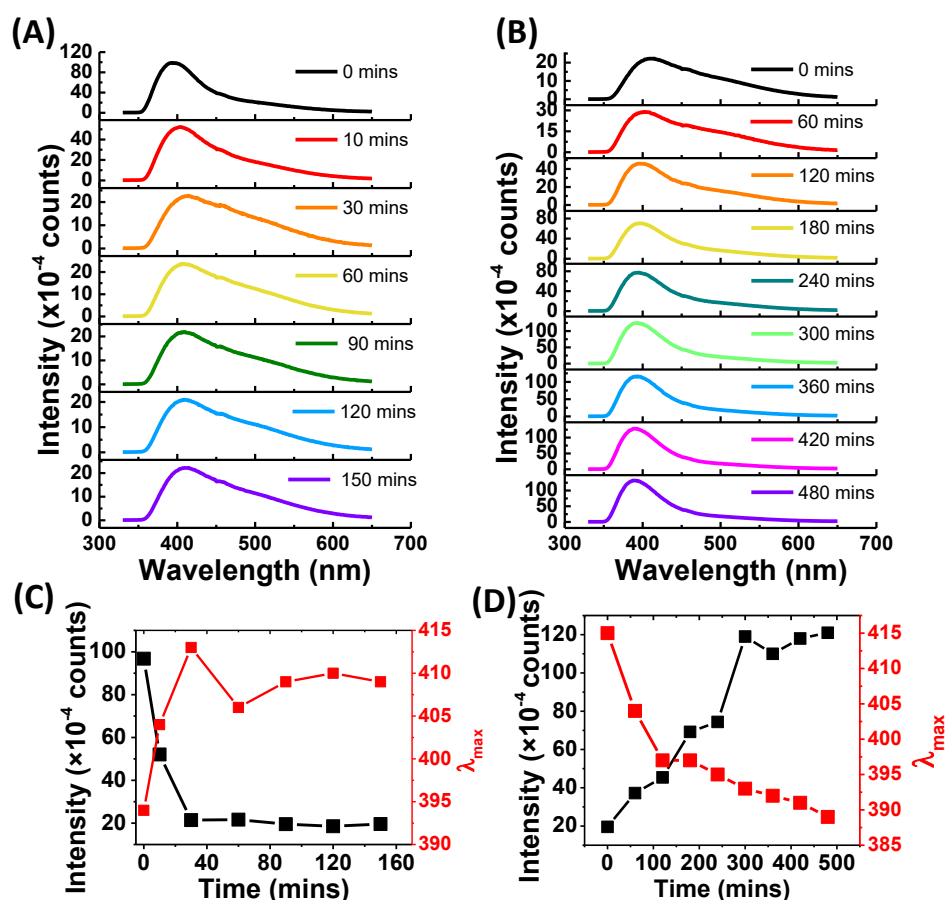 (A)
Intensity (x10⁻⁴ counts)
120
80
40
0
0 mins
40
20
0
10 mins
20
10
0
30 mins
20
10
0
60 mins
20
10
0
90 mins
20
10
0
120 mins
20
10
0
150 mins
300 400 500 600 700
Wavelength (nm)
(B)
Intensity (x10⁻⁴ counts)
20
10
0
0 mins
30
15
0
60 mins
40
20
0
120 mins
80
40
0
180 mins
80
40
0
240 mins
100
50
0
300 mins
100
50
0
360 mins
100
50
0
420 mins
100
50
0
480 mins
300 400 500 600 700
Wavelength (nm)
(C)
Intensity (×10⁻⁴ counts)
100
80
60
40
20
0 40 80 120 160
Time (mins)
415
410
405
400
395
390
λmax
(D)
Intensity (×10⁻⁴ counts)
120
100
80
60
40
20
0 100 200 300 400 500
Time (mins)
415
410
405
400
395
390
385
λmax